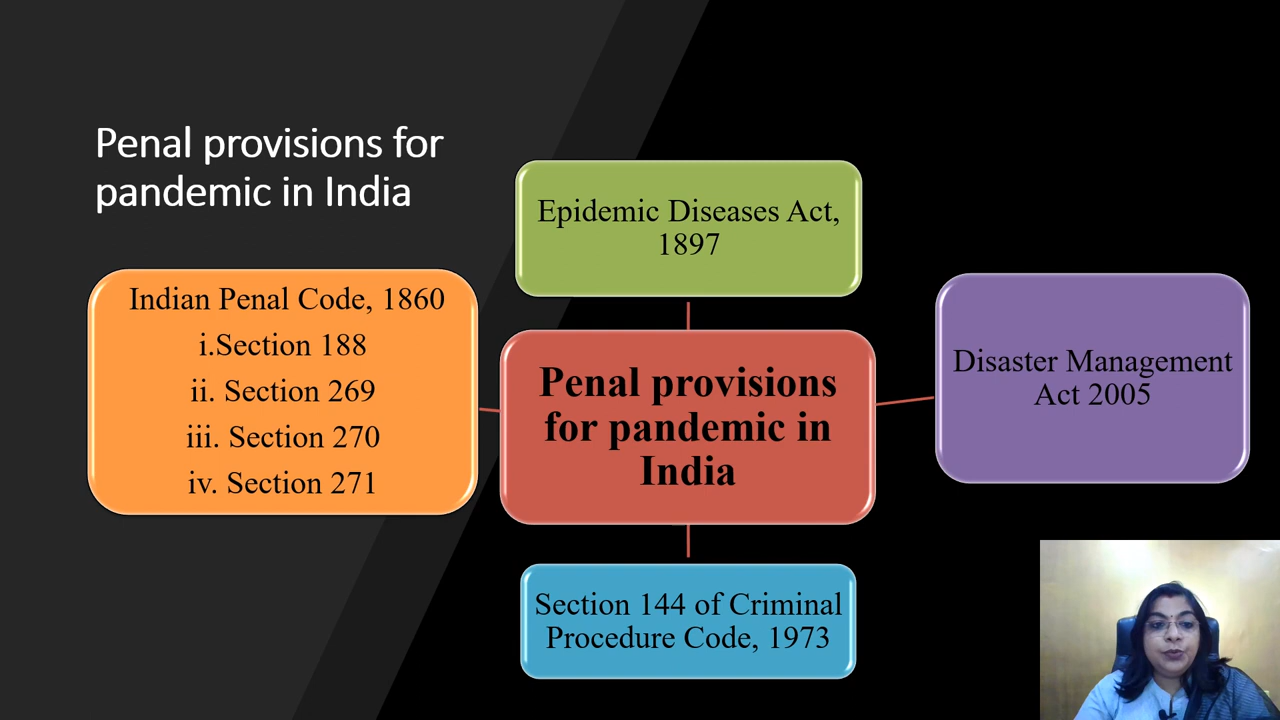 Penal provisions for
pandemic in India
Epidemic Diseases Act,
1897
Indian Penal Code, 1860
i.Section 188
ii. Section 269
iii. Section 270
iv. Section 271
Penal provisions
for pandemic in
India
Disaster Management
Act 2005
Section 144 of Criminal
Procedure Code, 1973